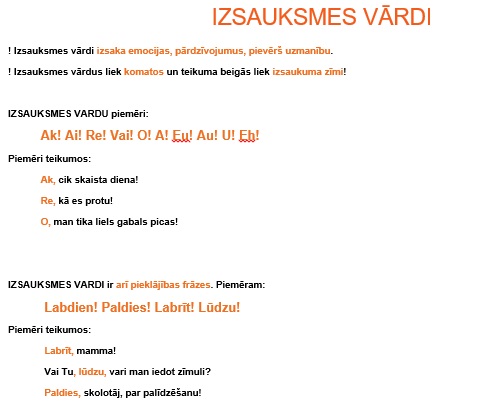 IZSAUKSMES VĀRDI
! Izsauksmes vārdi izsaka emocijas, pārdzīvojumus, pievērš uzmanību.
! Izsauksmes vārdus liek komatos un teikuma beigās liek izsaukuma zīmi!
IZSAUKSMES VARDU piemēri:
Ak! Ai! Re! Vai! O! A! Eu! Au! U! Eh!
Piemēri teikumos:
Ak, cik skaista diena!
Re, kā es protu!
O, man tika liels gabals picas!
IZSAUKSMES VARDI ir arī pieklājības frāzes. Piemēram:
Labdien! Paldies! Labrīt! Lūdzu!
Piemēri teikumos:
Labrīt, mamma!
Vai Tu, lūdzu, vari man iedot zīmuli?
Paldies, skolotāj, par palīdzēšanu!